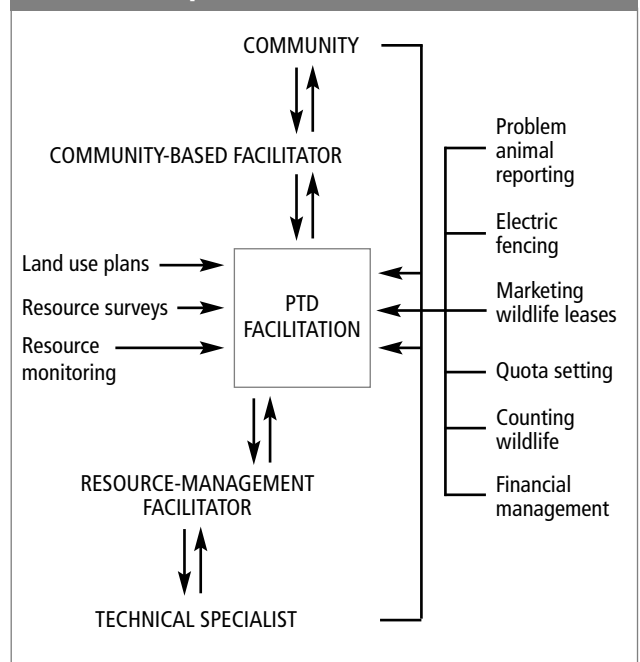 COMMUNITY
COMMUNITY-BASED FACILITATOR
Land use plans
Resource surveys
Resource
monitoring
PTD
FACILITATION
Problem
animal
reporting
Electric
fencing
Marketing
wildlife leases
Quota setting
Counting
wildlife
Financial
management
RESOURCE-MANAGEMENT
FACILITATOR
TECHNICAL SPECIALIST